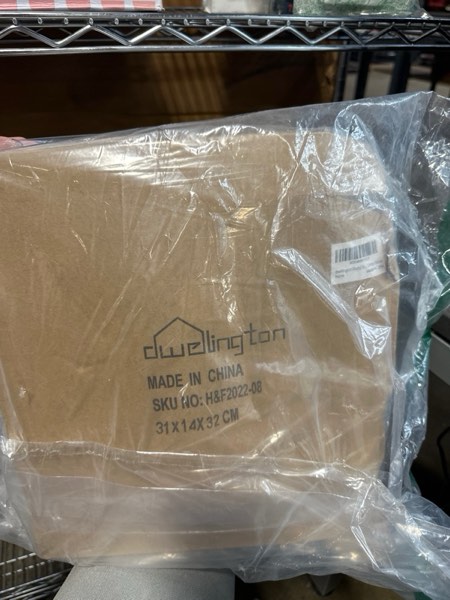 dwellington
MADE IN CHINA
SKU NO: H&F2022-08
31X14X32 CM